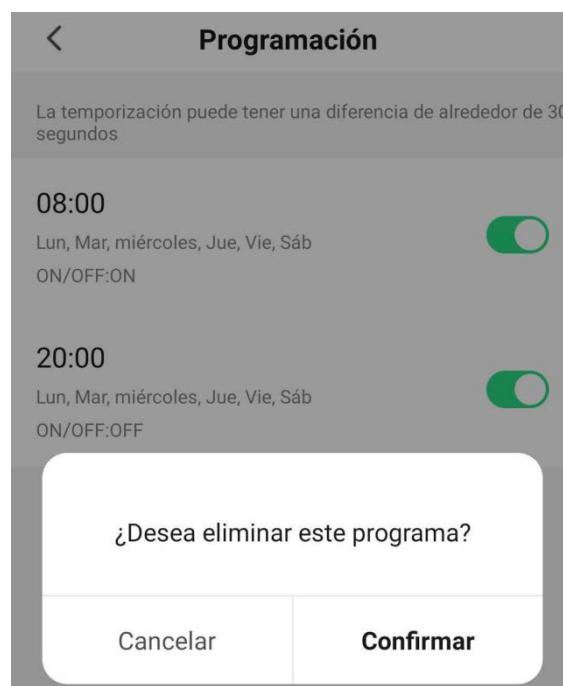 Programación
La temporización puede tener una diferencia de alrededor de 30
segundos
08:00
Lun, Mar, miércoles, Jue, Vie, Sáb
ON/OFF:ON
20:00
Lun, Mar, miércoles, Jue, Vie, Sáb
ON/OFF:OFF
¿Desea eliminar este programa?
Cancelar
Confirmar